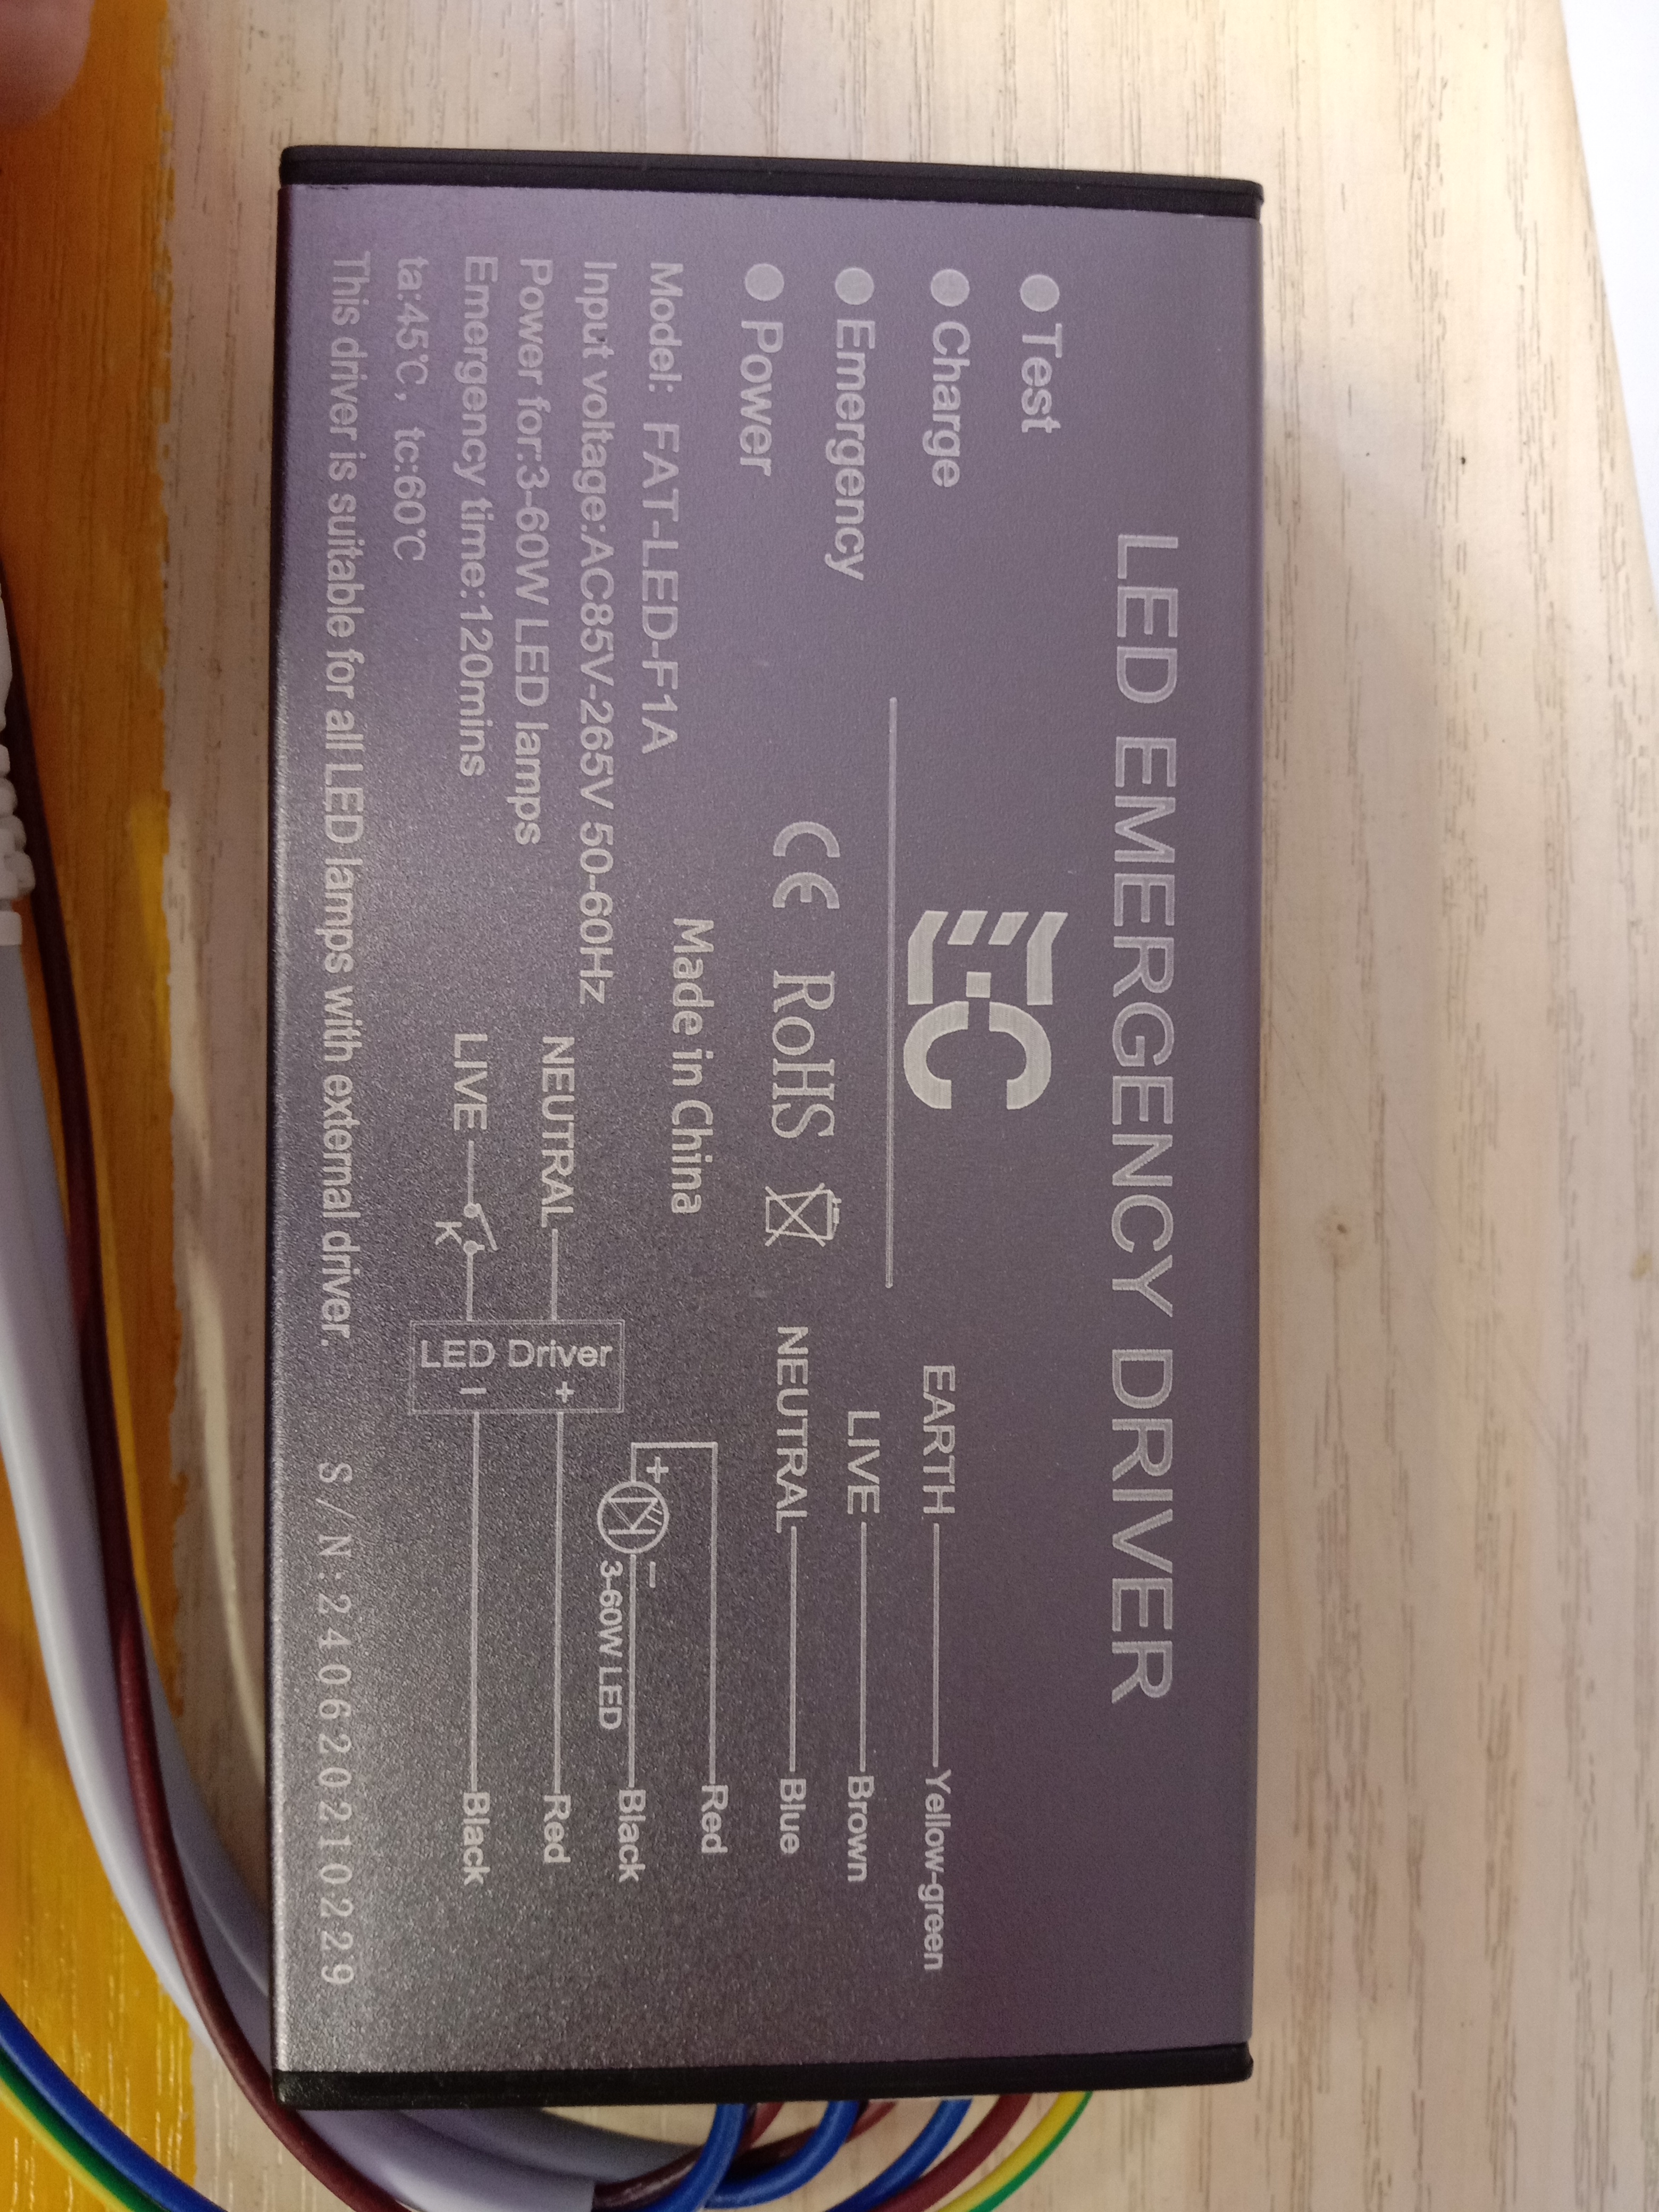 LED EMERGENCY DRIVER
EC
Test
Charge
Emergency
Power
CE RoHS
Made in China
Model: FAT-LED-F1A
Input voltage:AC85V-265V 50-60Hz
Power for:3-60W LED lamps
Emergency time:120mins
ta:45℃, tc:60℃
This driver is suitable for all LED lamps with external driver.
EARTH Yellow-green
LIVE Brown
NEUTRAL Blue
Red
+ − Black
3-60W LED
NEUTRAL LED Driver + Red
LIVE K − Black
S/N:240620210229